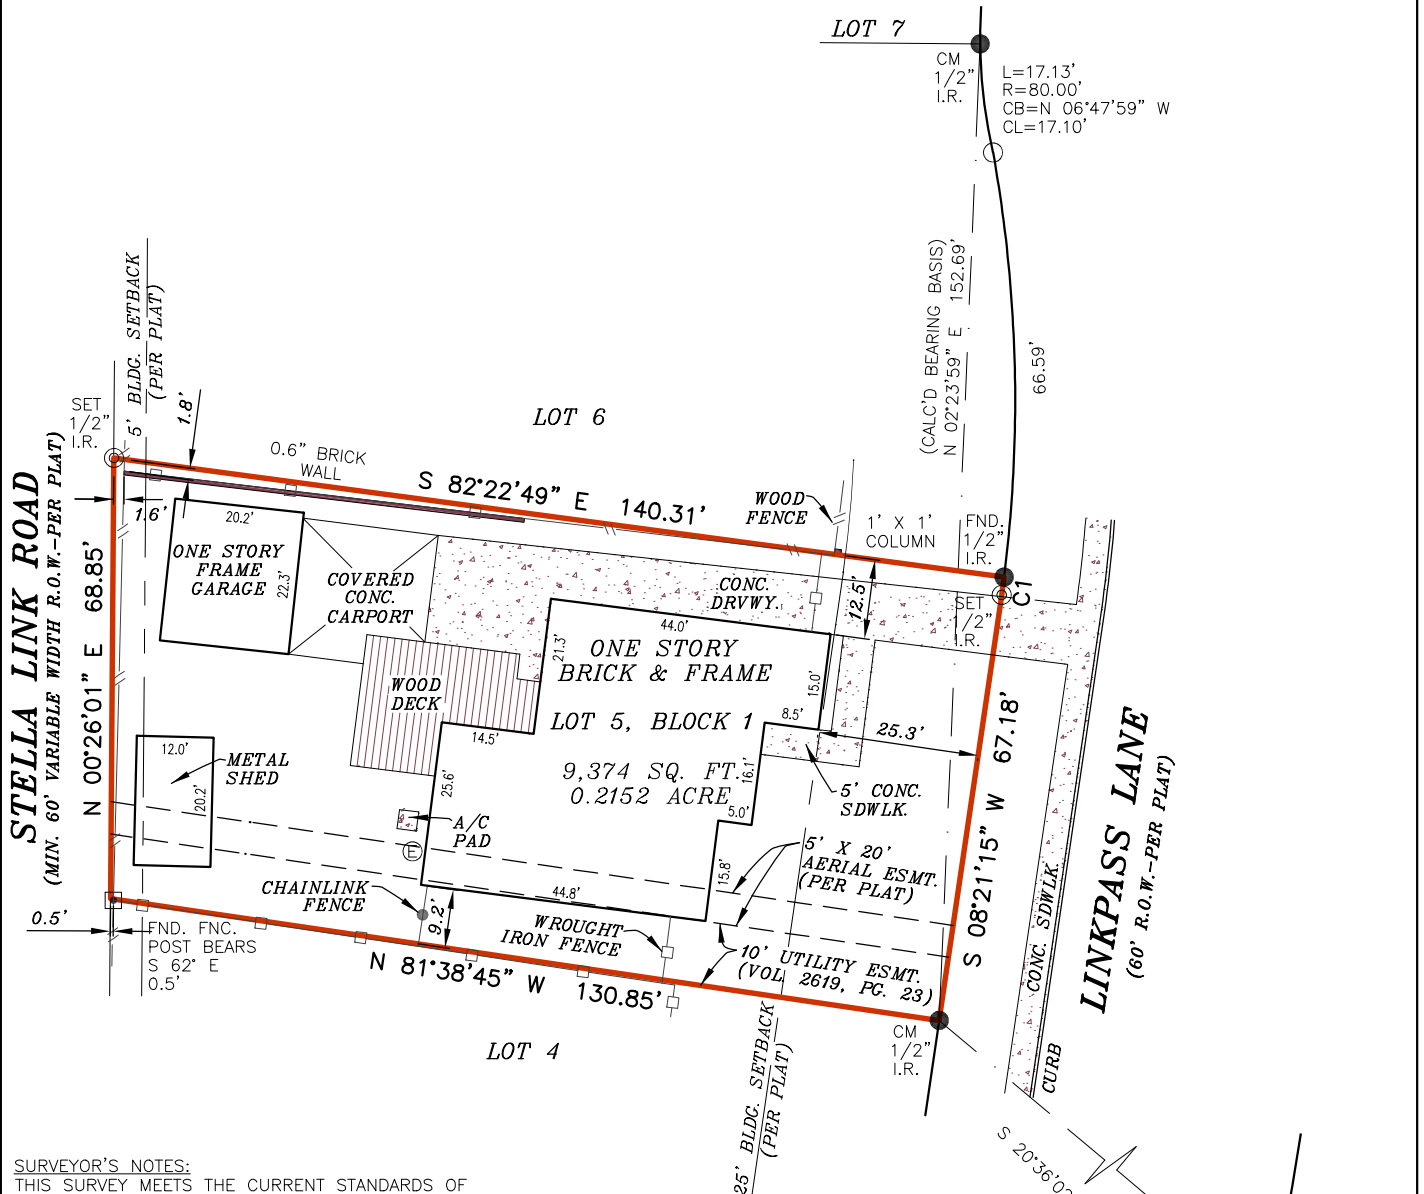 LOT 7
CM
1/2"
I.R.
L=17.13'
R=80.00'
CB=N 06°47'59" W
CL=17.10'
(CALC'D BEARING BASIS)
N 02°23'59" E 152.69'
66.59'
5' BLDG. SETBACK
(PER PLAT)
SET
1/2"
I.R.
1.8'
LOT 6
0.6" BRICK
WALL
S 82°22'49" E 140.31'
WOOD
FENCE
1' X 1'
COLUMN
FND.
1/2"
I.R.
C1
SET
1/2"
I.R.
STELLA LINK ROAD
(MIN. 60' VARIABLE WIDTH R.O.W.-PER PLAT)
N 00°26'01" E 68.85'
1.6'
20.2'
ONE STORY
FRAME
GARAGE
22.3'
COVERED
CONC.
CARPORT
CONC.
DRVWY.
12.5'
44.0'
21.3'
ONE STORY
BRICK & FRAME
15.0'
WOOD
DECK
LOT 5, BLOCK 1
8.5'
25.3'
14.5'
9,374 SQ. FT.
0.2152 ACRE
16.1'
5.0'
12.0'
METAL
SHED
20.2'
25.6'
5' CONC.
SDWLK.
A/C
PAD
E
15.8'
5' X 20'
AERIAL ESMT.
(PER PLAT)
S 08°21'15" W 67.18'
LINKPASS LANE
(60' R.O.W.-PER PLAT)
CONC. SDWLK.
CURB
CHAINLINK
FENCE
44.8'
9.2'
WROUGHT
IRON FENCE
10' UTILITY ESMT.
(VOL. 2619, PG. 23)
0.5'
FND. FNC.
POST BEARS
S 62° E
0.5'
N 81°38'45" W 130.85'
CM
1/2"
I.R.
LOT 4
25' BLDG. SETBACK
(PER PLAT)
S 20°36'02
SURVEYOR'S NOTES:
THIS SURVEY MEETS THE CURRENT STANDARDS OF